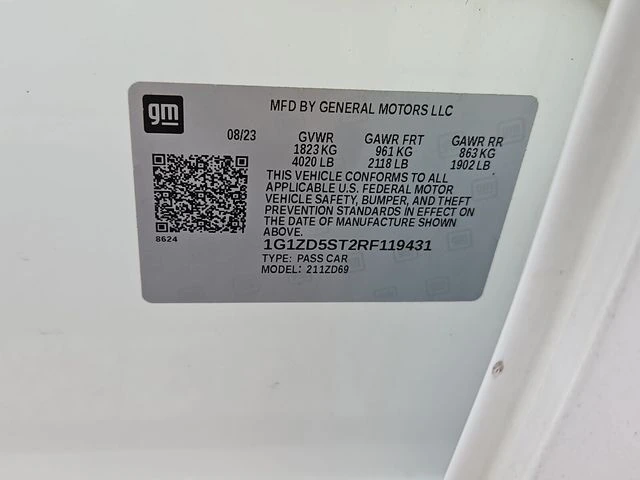 gm
MFD BY GENERAL MOTORS LLC
08/23 GVWR GAWR FRT GAWR RR
1823 KG 961 KG 863 KG
4020 LB 2118 LB 1902 LB
THIS VEHICLE CONFORMS TO ALL
APPLICABLE U.S. FEDERAL MOTOR
VEHICLE SAFETY, BUMPER, AND THEFT
PREVENTION STANDARDS IN EFFECT ON
THE DATE OF MANUFACTURE SHOWN
ABOVE.
8624
1G1ZD5ST2RF119431
TYPE: PASS CAR
MODEL: 211ZD69